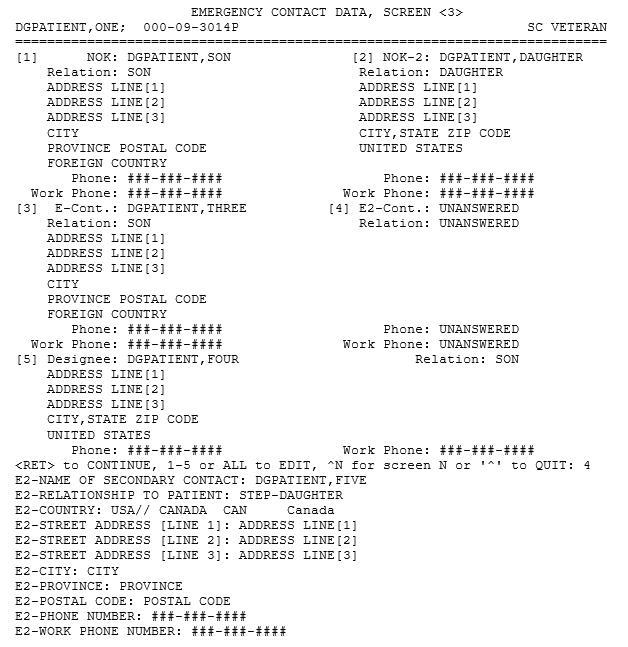 EMERGENCY CONTACT DATA, SCREEN <3>
DGPATIENT,ONE;  000-09-3014P                                    SC VETERAN
===========================================================================
[1]      NOK: DGPATIENT,SON               [2] NOK-2: DGPATIENT,DAUGHTER
    Relation: SON                          Relation: DAUGHTER
    ADDRESS LINE[1]                        ADDRESS LINE[1]
    ADDRESS LINE[2]                        ADDRESS LINE[2]
    ADDRESS LINE[3]                        ADDRESS LINE[3]
    CITY                                   CITY,STATE ZIP CODE
    PROVINCE POSTAL CODE                   UNITED STATES
    FOREIGN COUNTRY
       Phone: ###-###-####                    Phone: ###-###-####
  Work Phone: ###-###-####               Work Phone: ###-###-####
[3]  E-Cont.: DGPATIENT,THREE          [4] E2-Cont.: UNANSWERED
    Relation: SON                          Relation: UNANSWERED
    ADDRESS LINE[1]
    ADDRESS LINE[2]
    ADDRESS LINE[3]
    CITY
    PROVINCE POSTAL CODE
    FOREIGN COUNTRY
       Phone: ###-###-####                    Phone: UNANSWERED
  Work Phone: ###-###-####               Work Phone: UNANSWERED
[5] Designee: DGPATIENT,FOUR                      Relation: SON
    ADDRESS LINE[1]
    ADDRESS LINE[2]
    ADDRESS LINE[3]
    CITY,STATE ZIP CODE
    UNITED STATES
       Phone: ###-###-####               Work Phone: ###-###-####
<RET> to CONTINUE, 1-5 or ALL to EDIT, ^N for screen N or '^' to QUIT: 4
E2-NAME OF SECONDARY CONTACT: DGPATIENT,FIVE
E2-RELATIONSHIP TO PATIENT: STEP-DAUGHTER
E2-COUNTRY: USA// CANADA  CAN     Canada
E2-STREET ADDRESS [LINE 1]: ADDRESS LINE[1]
E2-STREET ADDRESS [LINE 2]: ADDRESS LINE[2]
E2-STREET ADDRESS [LINE 3]: ADDRESS LINE[3]
E2-CITY: CITY
E2-PROVINCE: PROVINCE
E2-POSTAL CODE: POSTAL CODE
E2-PHONE NUMBER: ###-###-####
E2-WORK PHONE NUMBER: ###-###-####